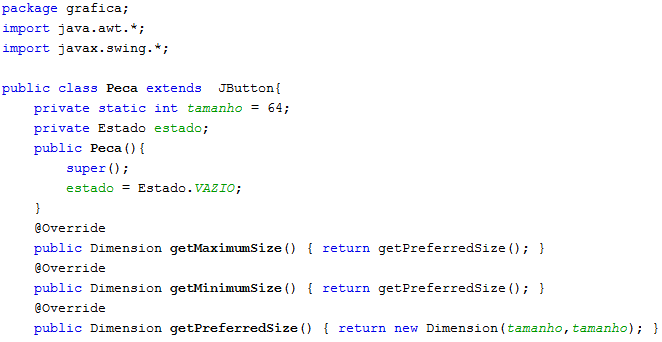 package grafica;
import java.awt.*;
import javax.swing.*;

public class Peca extends  JButton{
    private static int tamanho = 64;
    private Estado estado;
    public Peca(){
        super();
        estado = Estado.VAZIO;
    }
    @Override
    public Dimension getMaximumSize() { return getPreferredSize(); }
    @Override
    public Dimension getMinimumSize() { return getPreferredSize(); }
    @Override
    public Dimension getPreferredSize() { return new Dimension(tamanho,tamanho); }